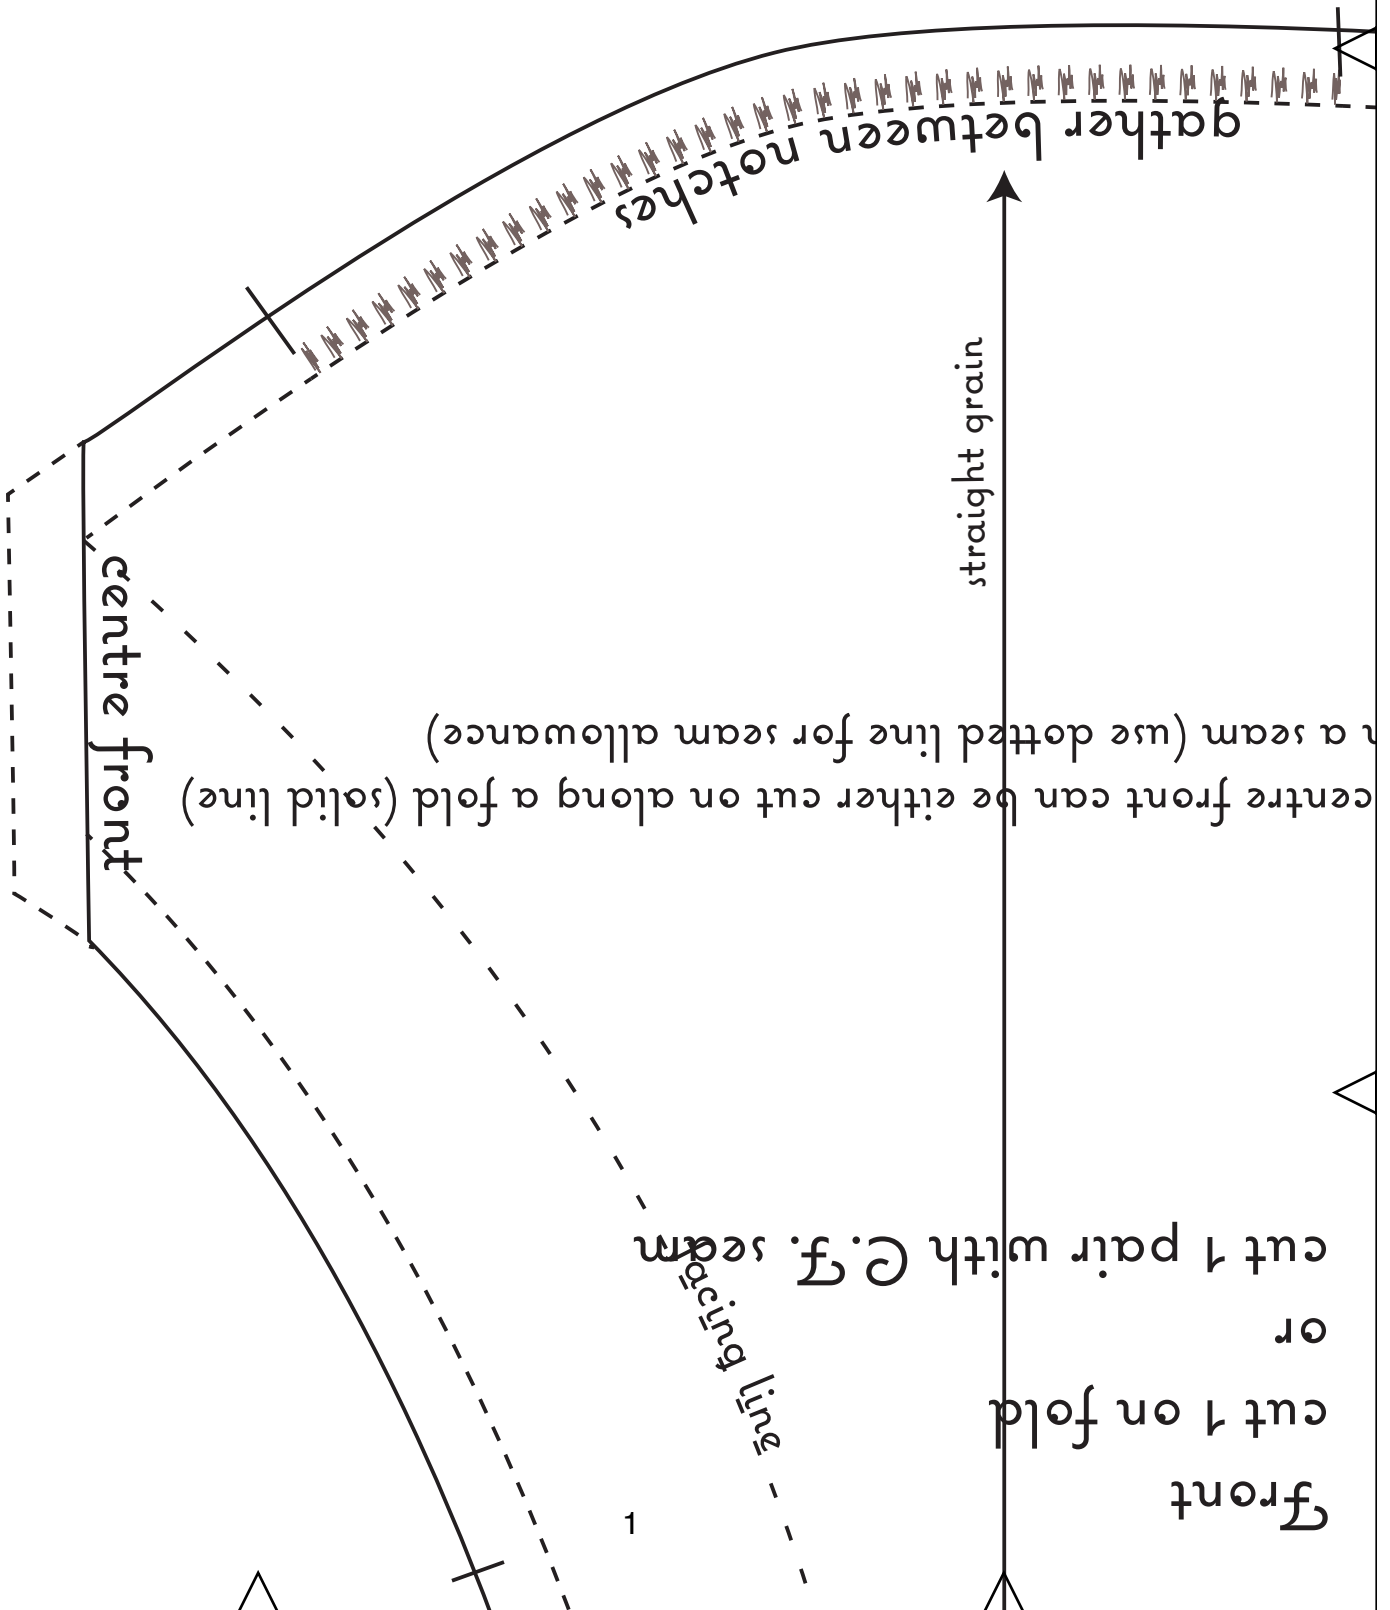 Front
cut 1 on fold
or
cut 1 pair with C.F. seam
centre front can be either cut on along a fold (solid line)
a seam (use dotted line for seam allowance)
gather between notches
straight grain
centre front
facing line
1